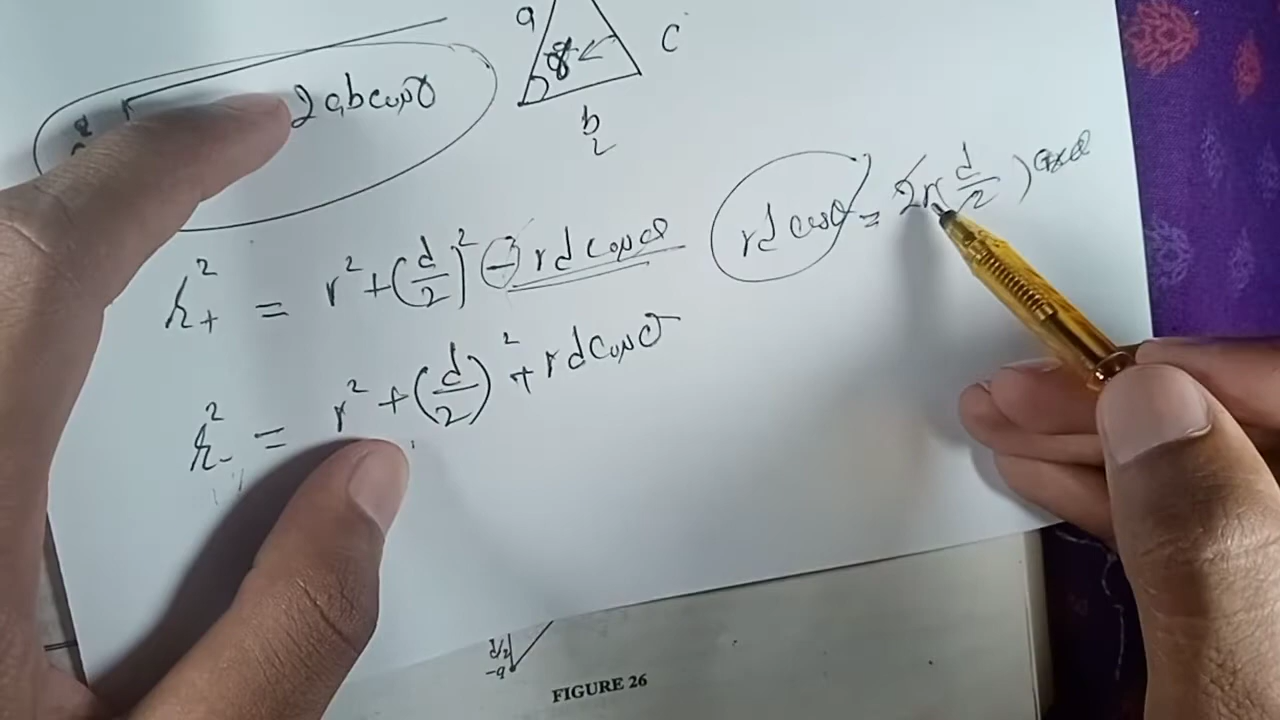 a
c
2abcosθ
b
2
rd cosθ = 2r(d/2) cosθ
r₊² = r² + (d/2)² − rd cosθ
r₋² = r² + (d/2)² + rd cosθ
d/2
-q
FIGURE 26